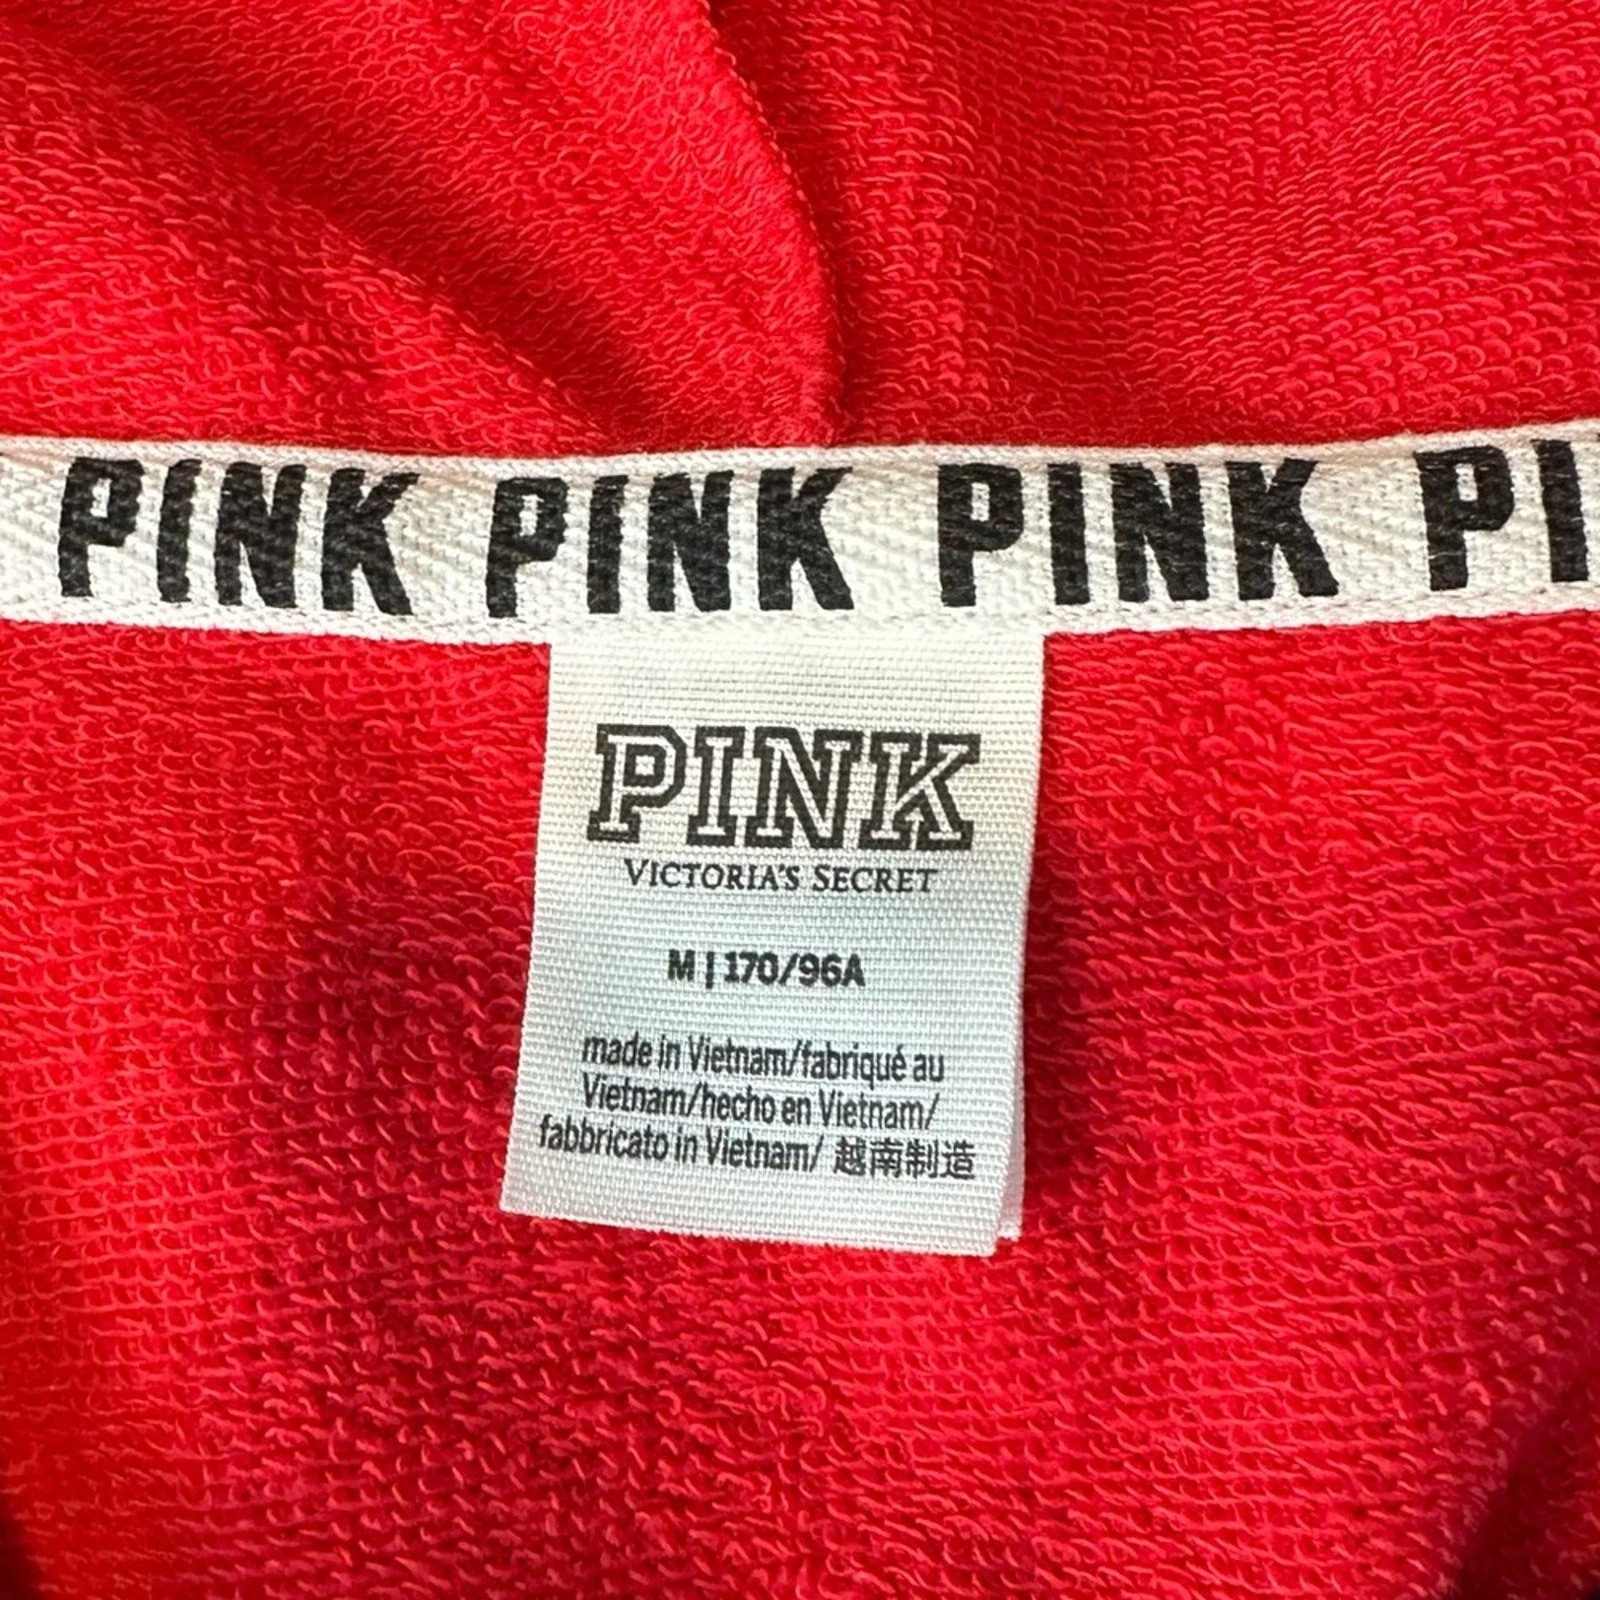 PINK PINK PINK PI
PINK
VICTORIA'S SECRET
M | 170/96A
made in Vietnam/fabriqué au
Vietnam/hecho en Vietnam/
fabbricato in Vietnam/ 越南制造